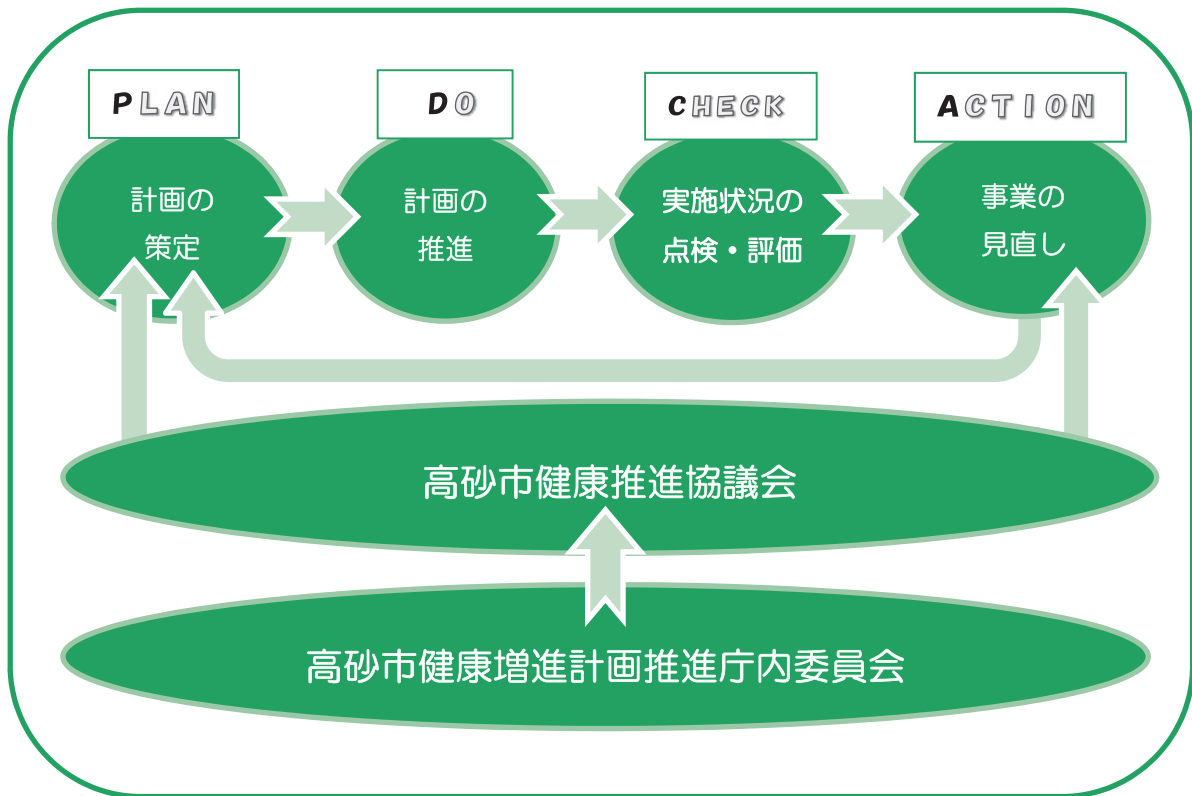 PLAN
DO
CHECK
ACTION
計画の
策定
計画の
推進
実施状況の
点検・評価
事業の
見直し
高砂市健康推進協議会
高砂市健康増進計画推進庁内委員会